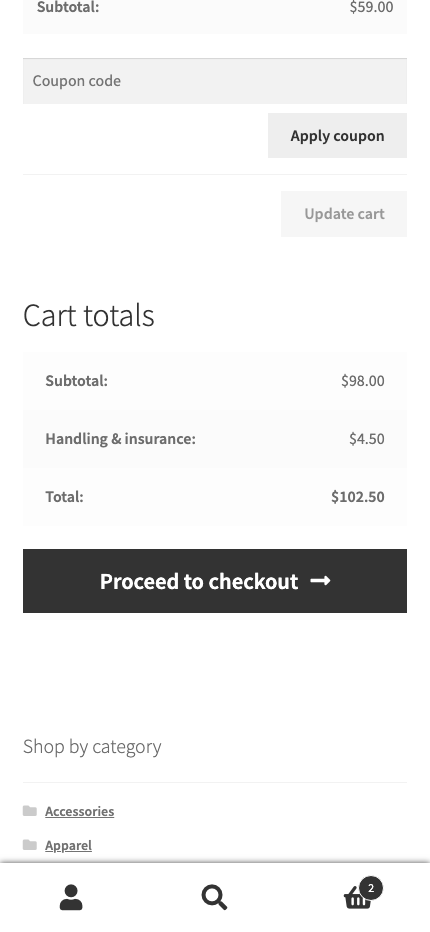 Subtotal: $59.00
Coupon code
Apply coupon
Update cart
Cart totals
Subtotal: $98.00
Handling & insurance: $4.50
Total: $102.50
Proceed to checkout →
Shop by category
Accessories
Apparel
2